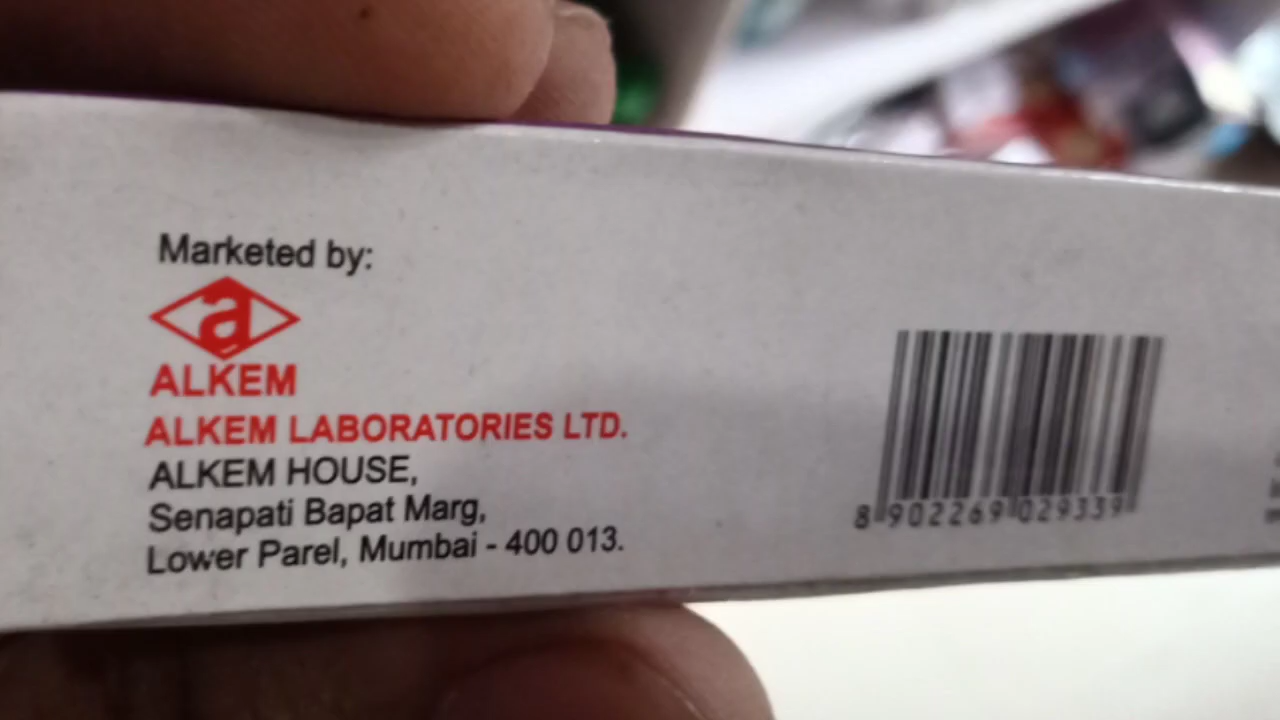 Marketed by:
a
ALKEM
ALKEM LABORATORIES LTD.
ALKEM HOUSE,
Senapati Bapat Marg,
Lower Parel, Mumbai - 400 013.
8 902269 029339